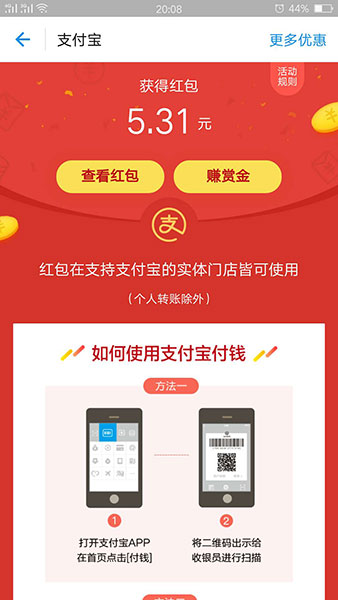 20:08
44%
支付宝
更多优惠
活动
规则
获得红包
5.31 元
查看红包
赚赏金
支
红包在支持支付宝的实体门店皆可使用
(个人转账除外)
如何使用支付宝付钱
方法一
1
2
打开支付宝APP
在首页点击[付钱]
将二维码出示给
收银员进行扫描